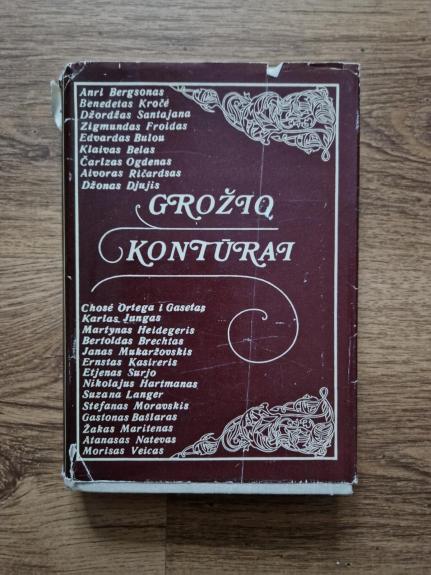 Anri Bergsonas
Benedetas Kročė
Džordžas Santajana
Zigmundas Froidas
Edvardas Bulou
Klaivas Belas
Čarlzas Ogdenas
Aivoras Ričardsas
Džonas Djujis
GROŽIO
KONTŪRAI
Chosė Ortega i Gasetas
Karlas Jungas
Martynas Heidegeris
Bertoldas Brechtas
Janas Mukaržovskis
Ernstas Kasireris
Etjenas Surjo
Nikolajus Hartmanas
Suzana Langer
Stefanas Moravskis
Gastonas Bašlaras
Žakas Maritenas
Atanasas Natevas
Morisas Veicas